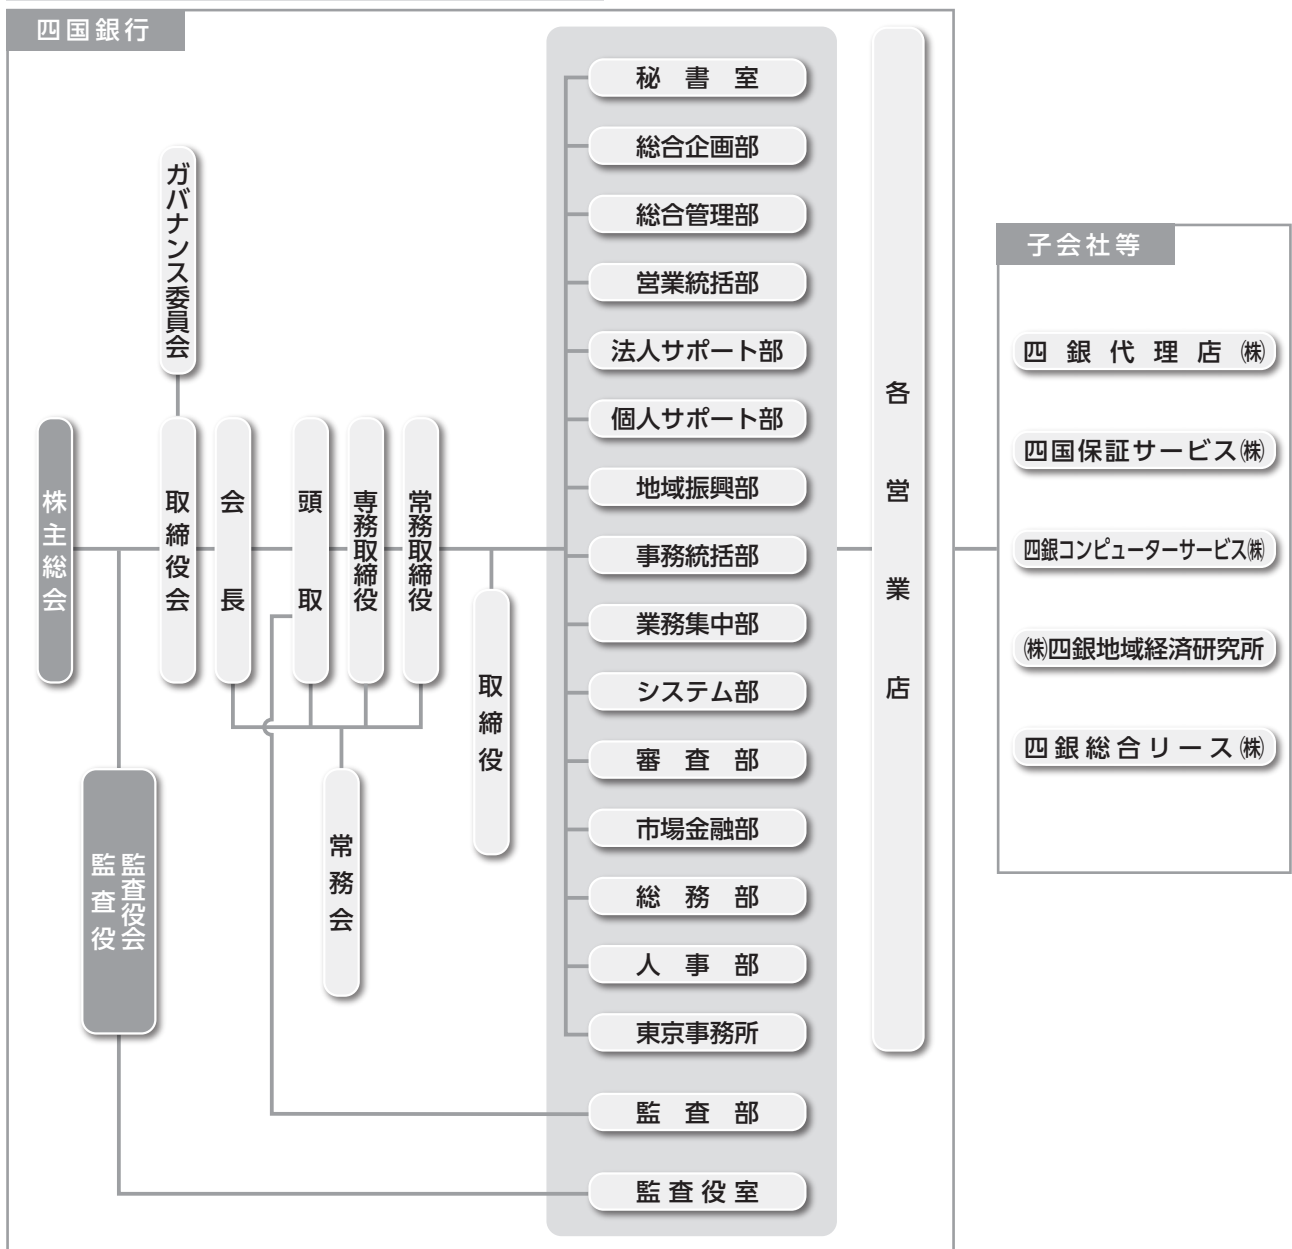 四国銀行
ガバナンス委員会
株主総会
取締役会
会長
頭取
専務取締役
常務取締役
取締役
監査役会
監査役
常務会
秘書室
総合企画部
総合管理部
営業統括部
法人サポート部
個人サポート部
地域振興部
事務統括部
業務集中部
システム部
審査部
市場金融部
総務部
人事部
東京事務所
監査部
監査役室
各営業店
子会社等
四銀代理店㈱
四国保証サービス㈱
四銀コンピューターサービス㈱
㈱四銀地域経済研究所
四銀総合リース㈱